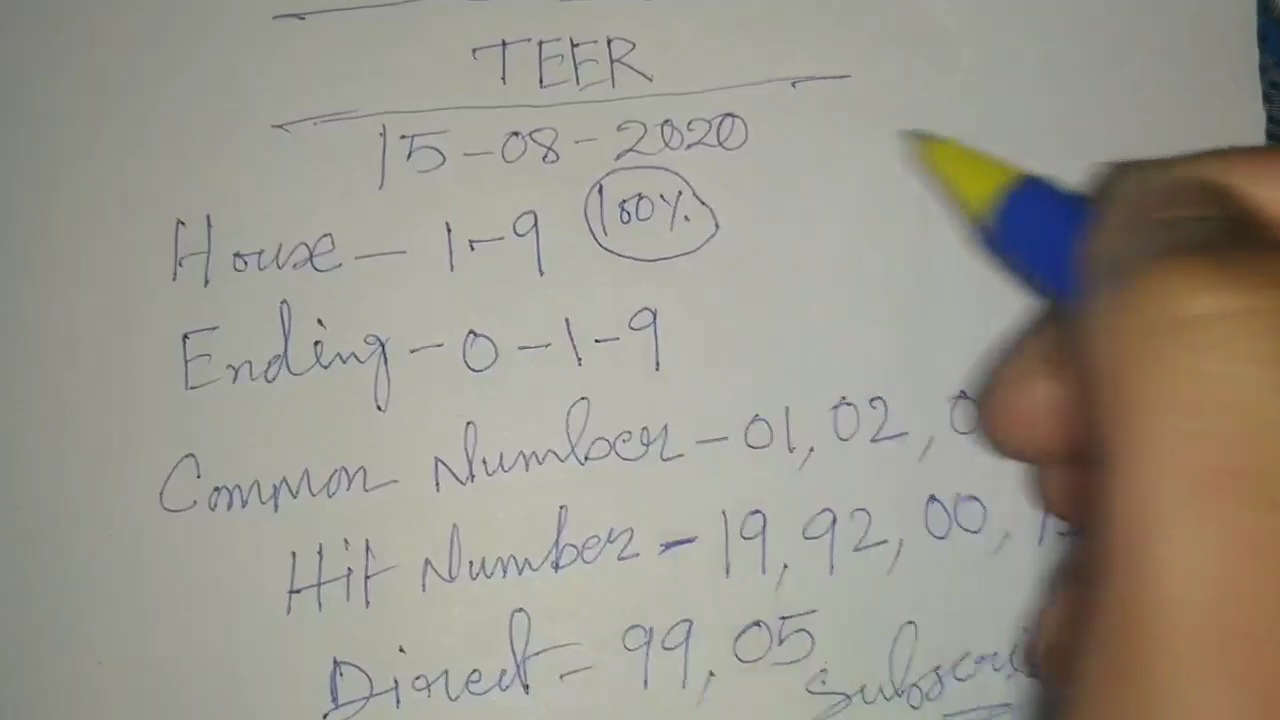 TEER
15-08-2020
House - 1-9 100%.
Ending - 0-1-9
Common Number - 01, 02,
Hit Number - 19, 92, 00,
Direct = 99, 05